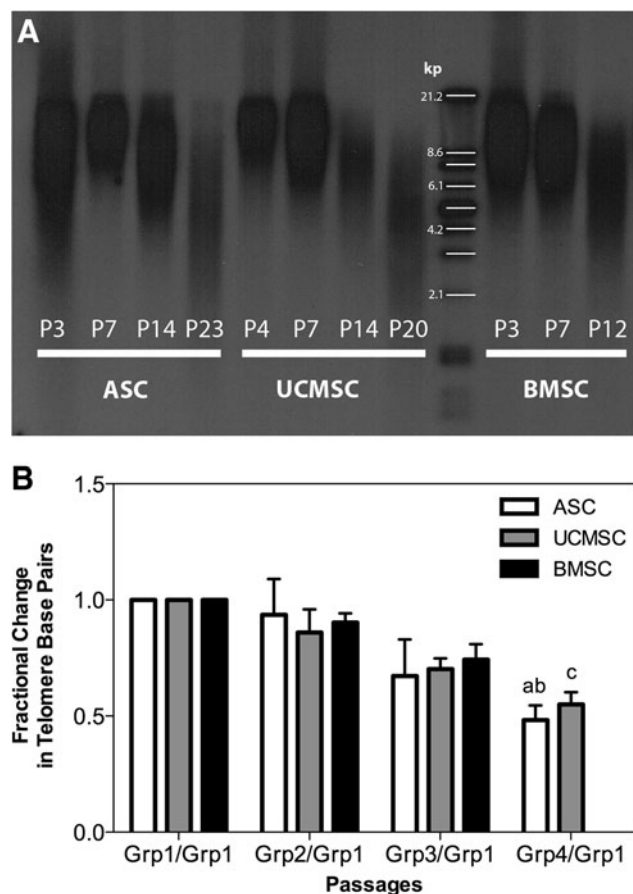 A
kp
21.2
8.6
6.1
4.2
2.1
P3 P7 P14 P23 P4 P7 P14 P20 P3 P7 P12
ASC UCMSC BMSC
B
1.5
1.0
0.5
0.0
Fractional Change
in Telomere Base Pairs
ASC
UCMSC
BMSC
ab
c
Grp1/Grp1 Grp2/Grp1 Grp3/Grp1 Grp4/Grp1
Passages